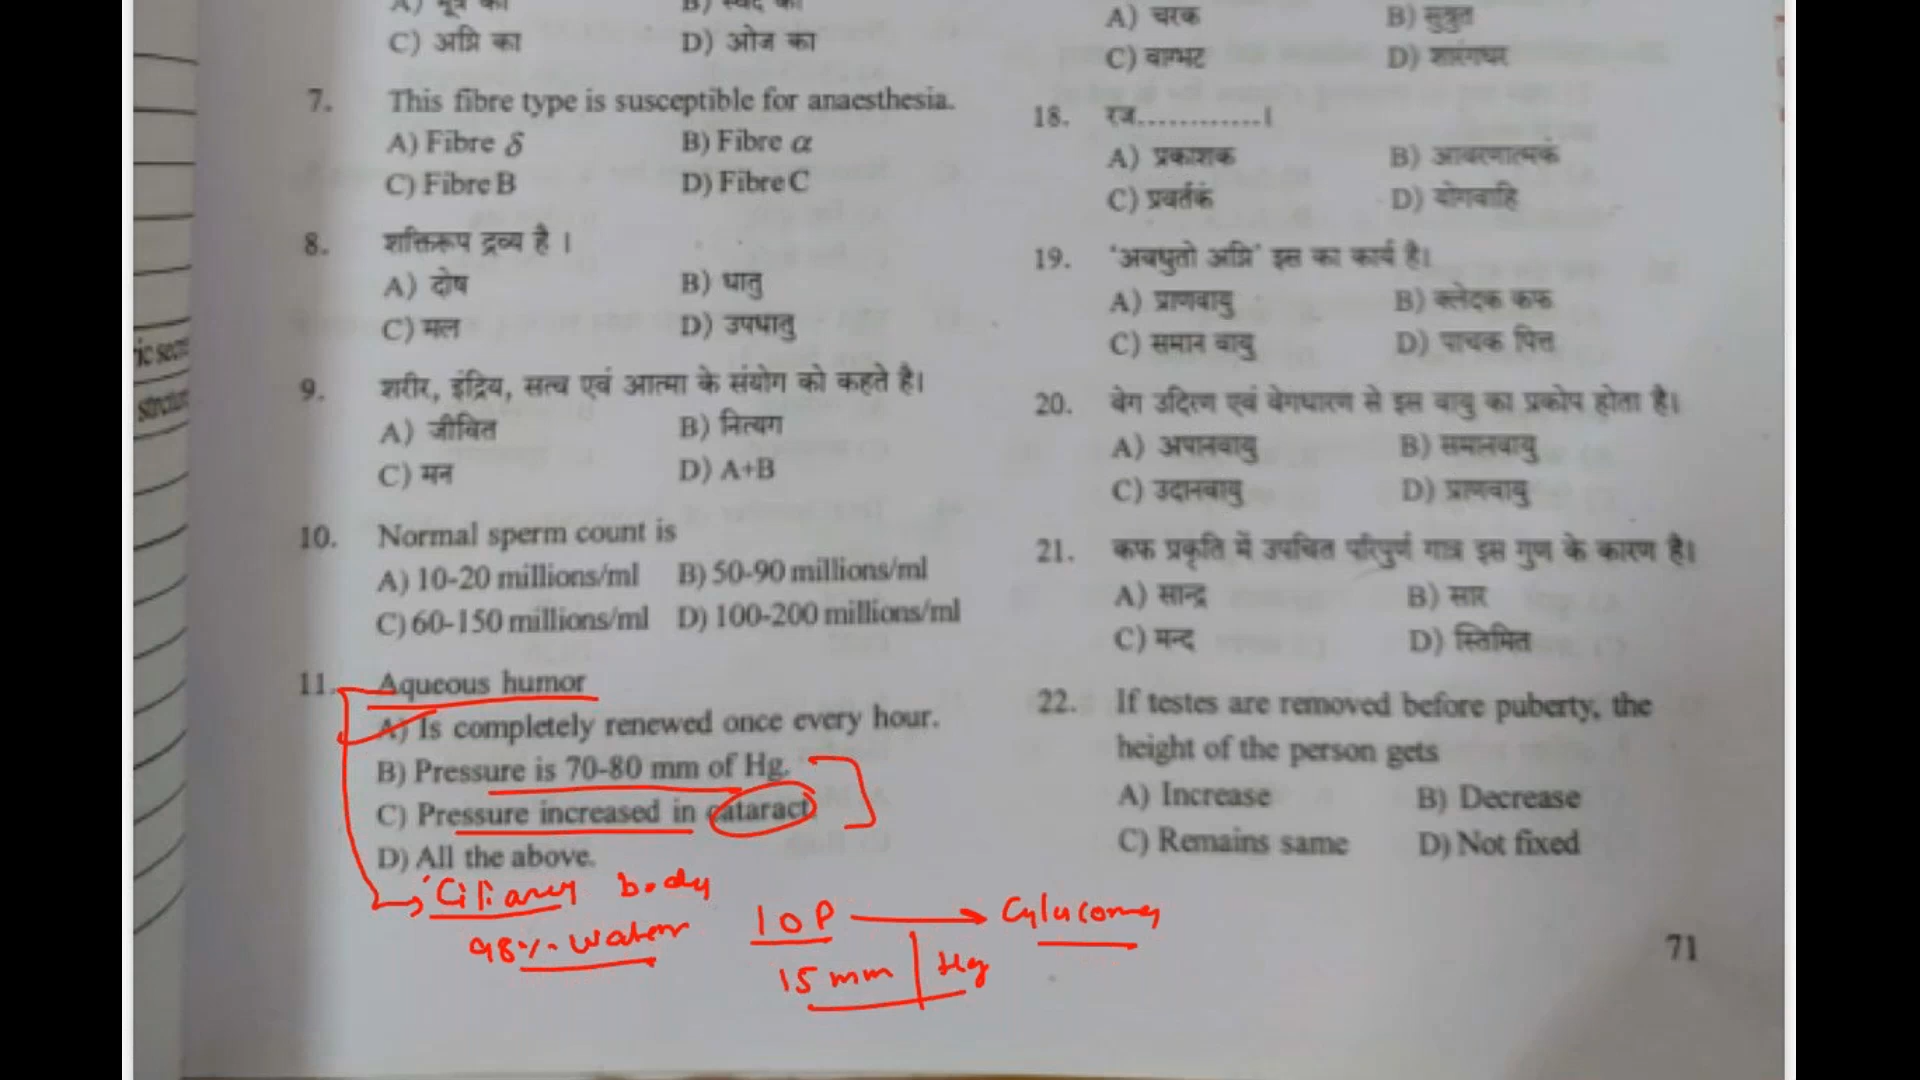 C) अग्नि का D) ओज का
7. This fibre type is susceptible for anaesthesia.
A) Fibre δ B) Fibre α
C) Fibre B D) Fibre C
8. शक्तिरूप द्रव्य है ।
A) दोष B) धातु
C) मल D) उपधातु
9. शरीर, इंद्रिय, सत्व एवं आत्मा के संयोग को कहते है।
A) जीवित B) नित्यग
C) मन D) A+B
10. Normal sperm count is
A) 10-20 millions/ml B) 50-90 millions/ml
C) 60-150 millions/ml D) 100-200 millions/ml
11. Aqueous humor
A) Is completely renewed once every hour.
B) Pressure is 70-80 mm of Hg.
C) Pressure increased in cataract
D) All the above.
Ciliary body
98% water
IOP
15 mm Hg
A) चरक B) सुश्रुत
C) वाग्भट D) शारंगधर
18. रज............।
A) प्रकाशक B) आवरणात्मकं
C) प्रवर्तकं D) योगवाहि
19. 'अवधुतो अग्नि' इस का कार्य है।
A) प्राणवायु B) क्लेदक कफ
C) समान वायु D) पाचक पित्त
20. वेग उदिरण एवं वेगधारण से इस वायु का प्रकोप होता है।
A) अपानवायु B) समानवायु
C) उदानवायु D) प्राणवायु
21. कफ प्रकृति में उपचित परिपुर्ण गात्र इस गुण के कारण है।
A) सान्द्र B) सार
C) मन्द D) स्तिमित
22. If testes are removed before puberty, the
height of the person gets
A) Increase B) Decrease
C) Remains same D) Not fixed
71